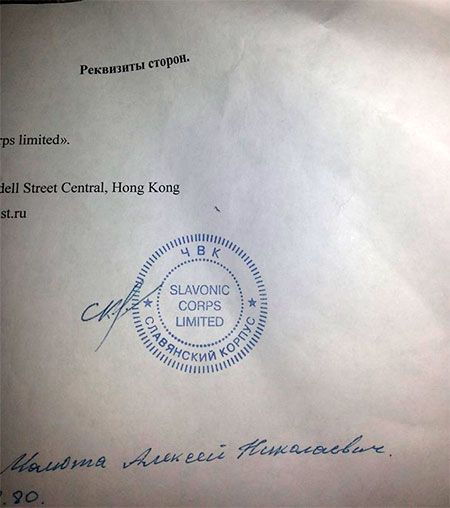 Реквизиты сторон.
rps limited».
dell Street Central, Hong Kong
st.ru
ЧВК
SLAVONIC
CORPS
LIMITED
СЛАВЯНСКИЙ КОРПУС
Малюта Алексей Николаевич.
.80.